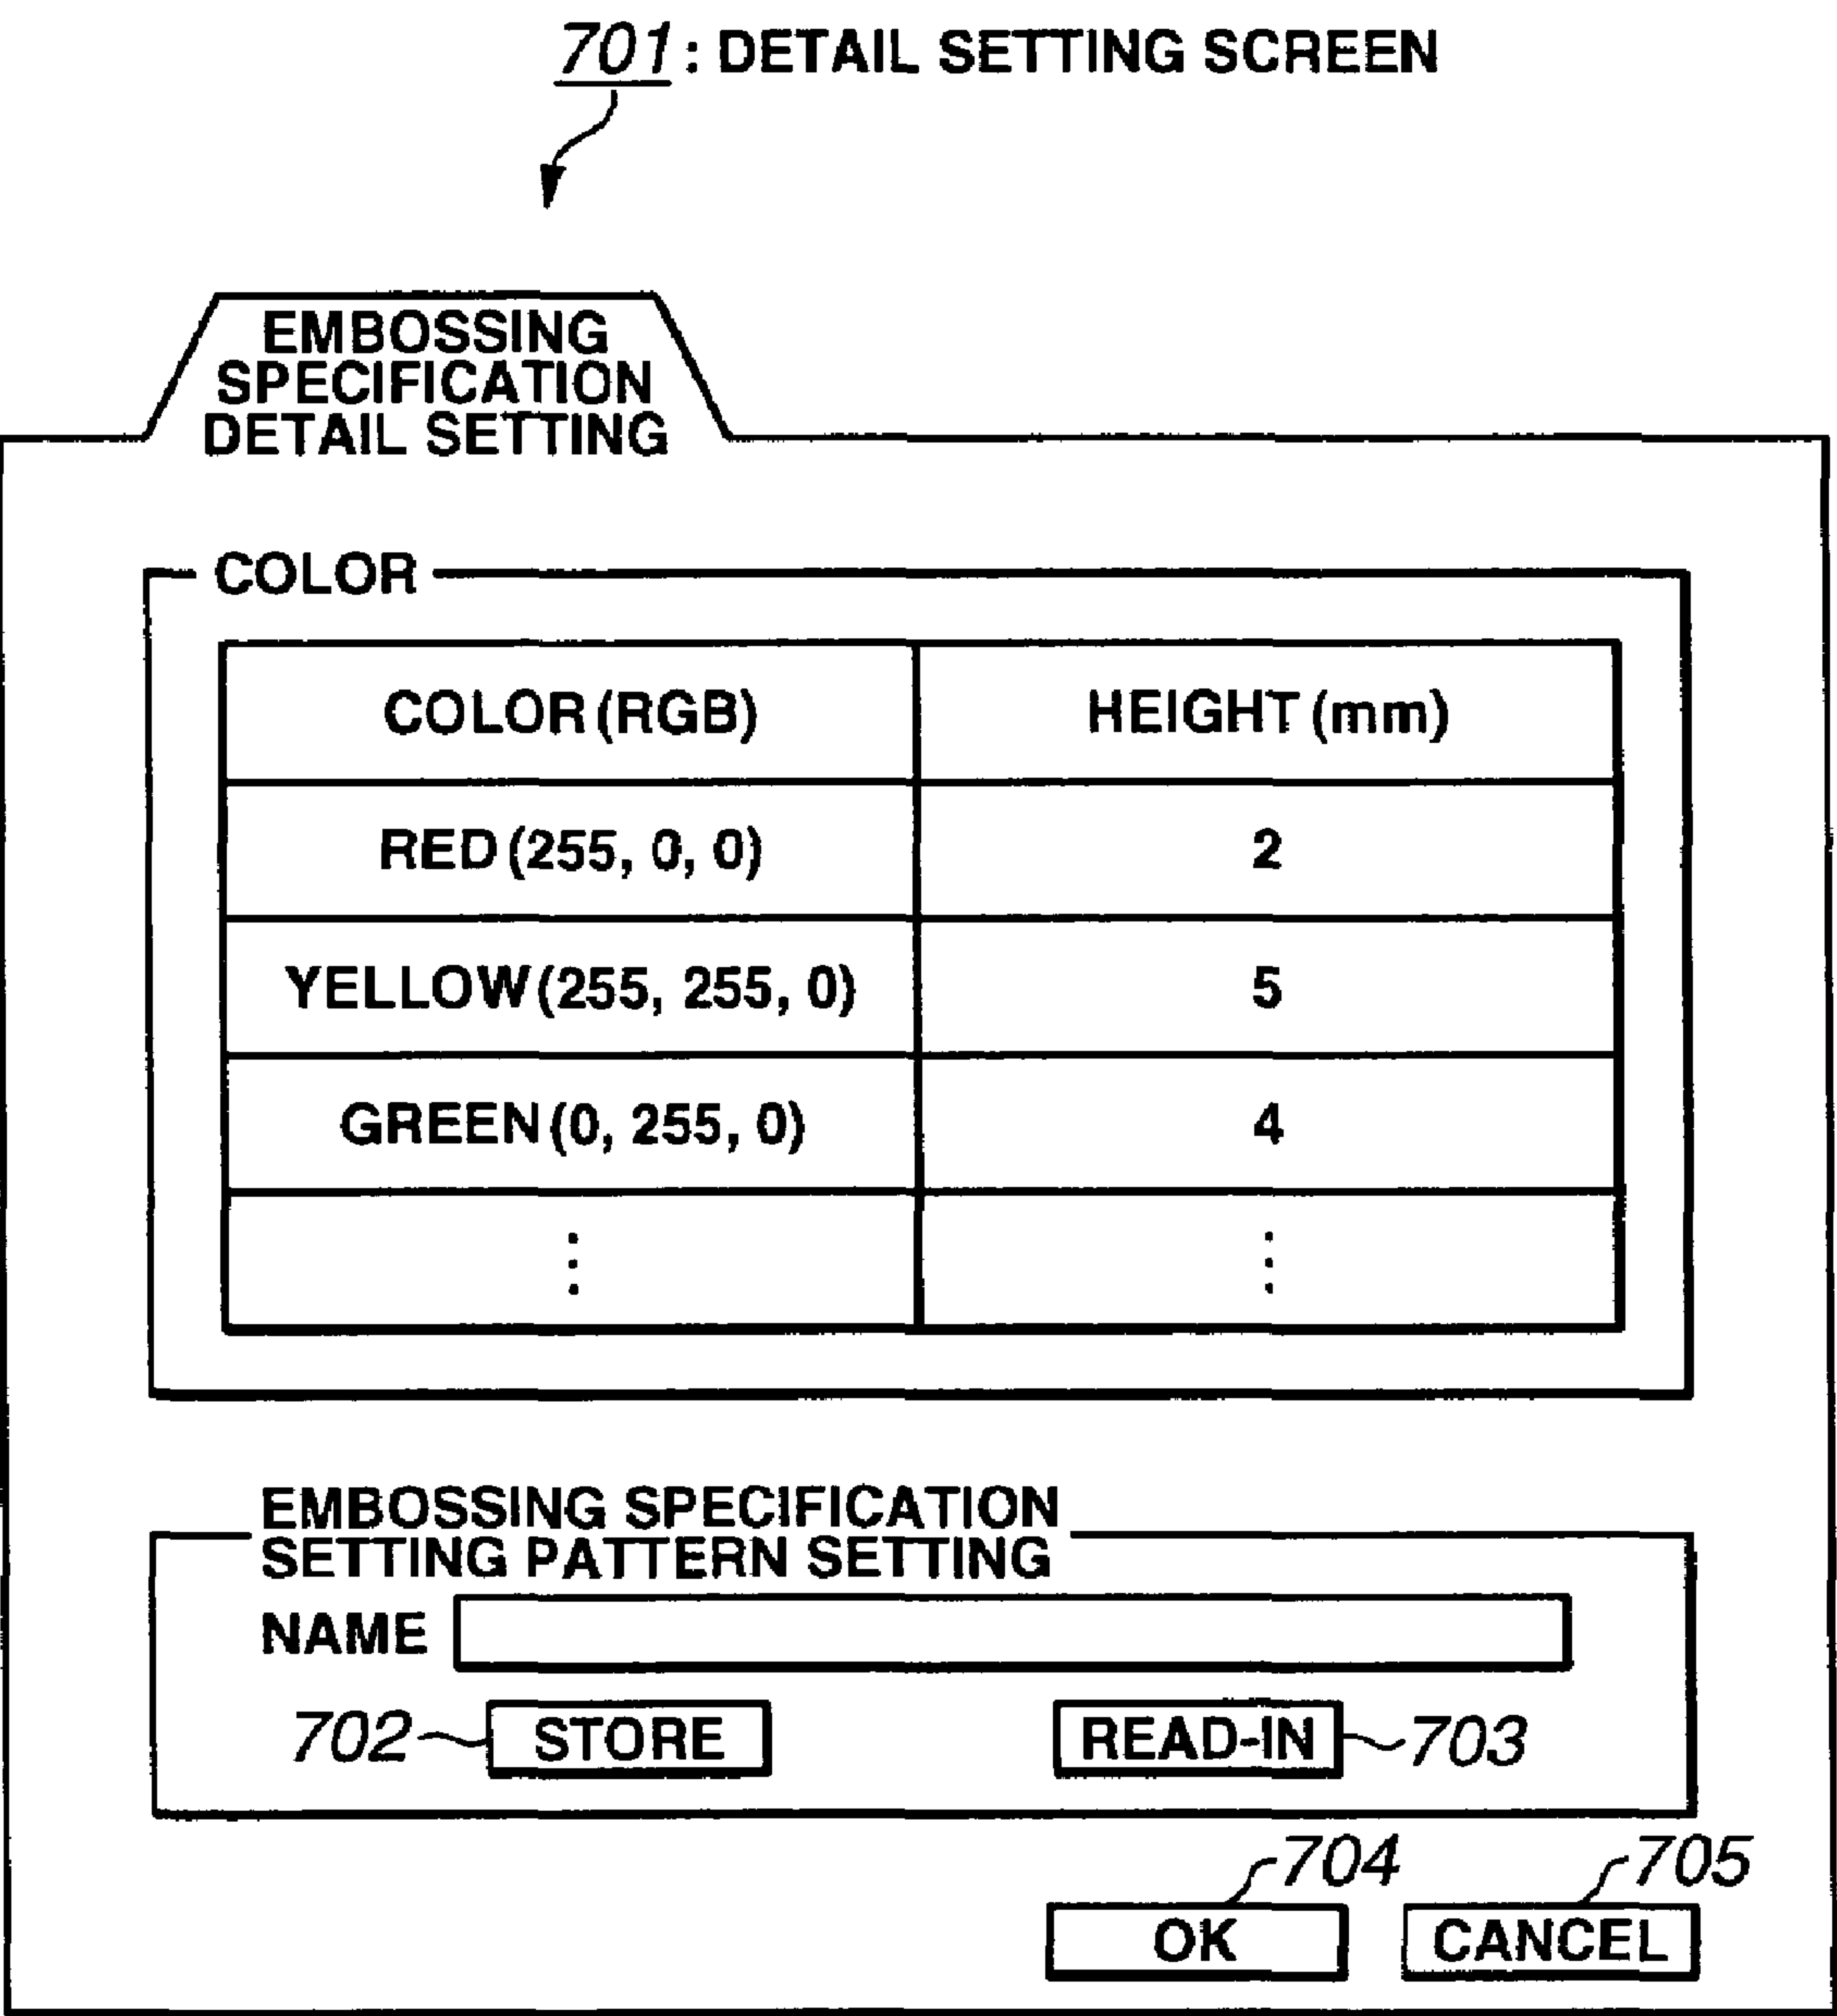 701: DETAIL SETTING SCREEN
EMBOSSING
SPECIFICATION
DETAIL SETTING
COLOR
COLOR(RGB) HEIGHT(mm)
RED(255, 0, 0) 2
YELLOW(255, 255, 0) 5
GREEN(0, 255, 0) 4
⋮ ⋮
EMBOSSING SPECIFICATION
SETTING PATTERN SETTING
NAME
702 STORE READ-IN 703
704 705
OK CANCEL